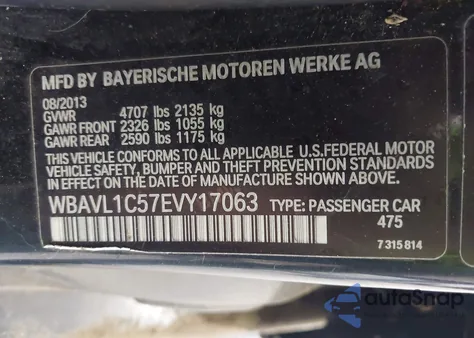 MFD BY BAYERISCHE MOTOREN WERKE AG
08/2013
GVWR 4707 lbs 2135 kg
GAWR FRONT 2326 lbs 1055 kg
GAWR REAR 2590 lbs 1175 kg
THIS VEHICLE CONFORMS TO ALL APPLICABLE U.S.FEDERAL MOTOR
VEHICLE SAFETY, BUMPER, AND THEFT PREVENTION STANDARDS
IN EFFECT ON THE DATE OF MANUFACTURE SHOWN ABOVE.
WBAVL1C57EVY17063 TYPE: PASSENGER CAR
475
7 315 814
autoSnap